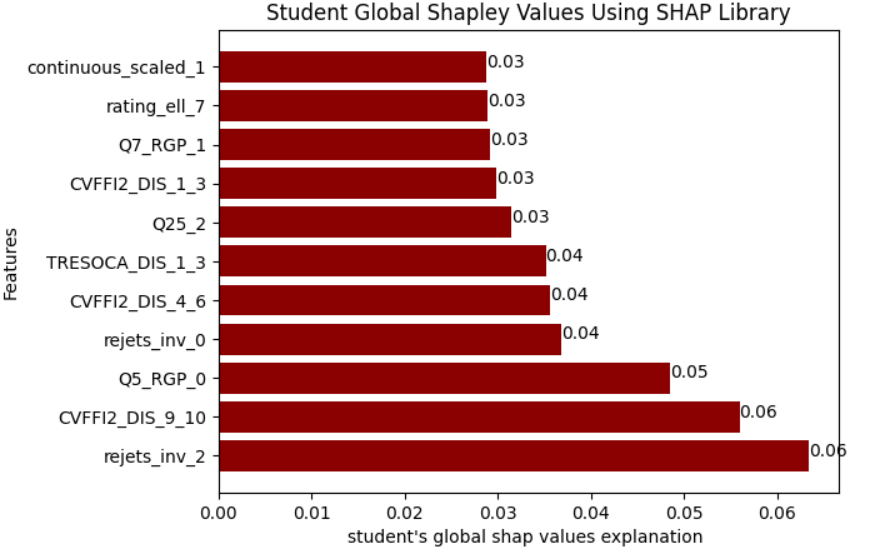 Student Global Shapley Values Using SHAP Library
continuous_scaled_1 0.03
rating_ell_7 0.03
Q7_RGP_1 0.03
CVFFI2_DIS_1_3 0.03
Q25_2 0.03
TRESOCA_DIS_1_3 0.04
CVFFI2_DIS_4_6 0.04
rejets_inv_0 0.04
Q5_RGP_0 0.05
CVFFI2_DIS_9_10 0.06
rejets_inv_2 0.06
Features
0.00 0.01 0.02 0.03 0.04 0.05 0.06
student's global shap values explanation